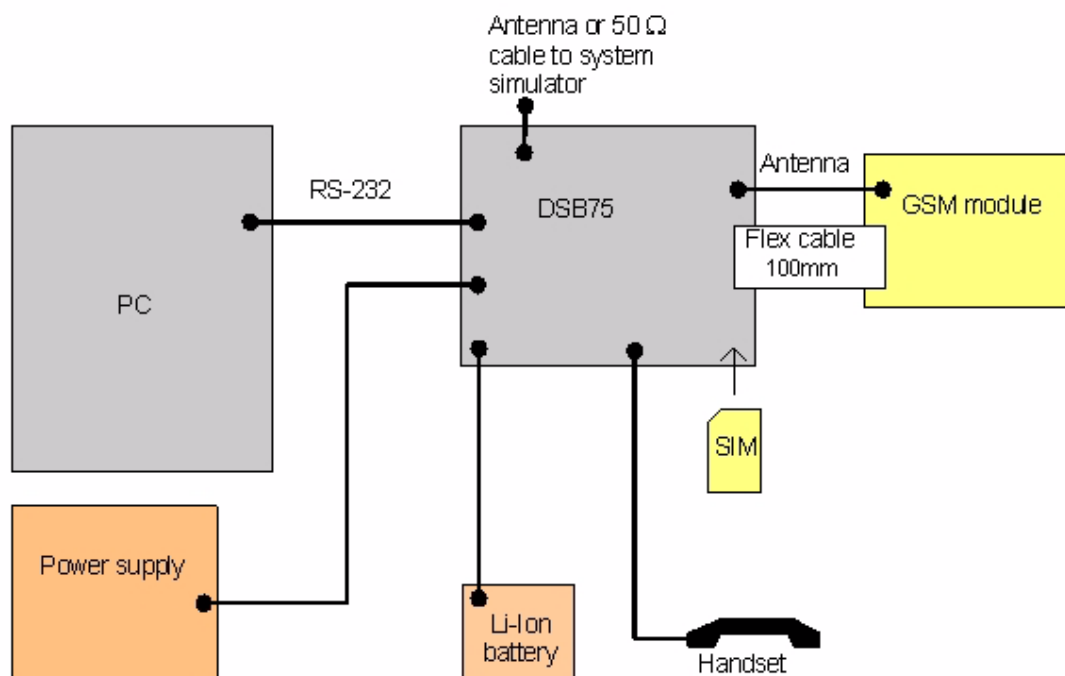 Antenna or 50 Ω
cable to system
simulator
RS-232
DSB75
Antenna
GSM module
Flex cable
100mm
PC
SIM
Power supply
Li-Ion
battery
Handset